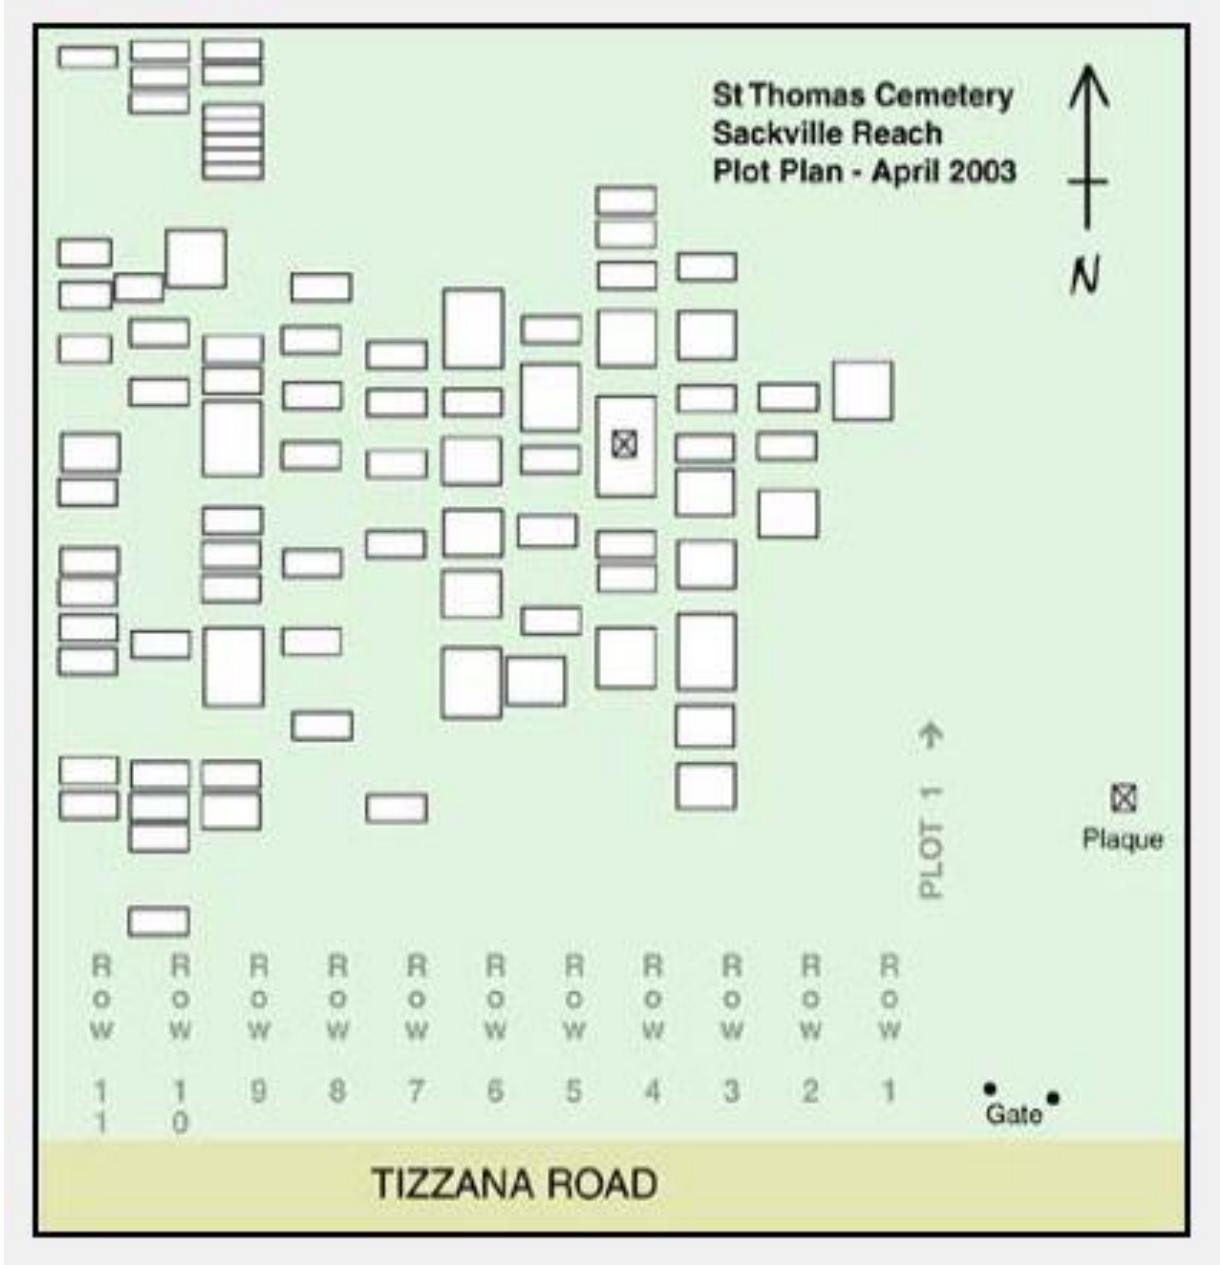 St Thomas Cemetery
Sackville Reach
Plot Plan - April 2003
N
PLOT 1
Plaque
Row 11
Row 10
Row 9
Row 8
Row 7
Row 6
Row 5
Row 4
Row 3
Row 2
Row 1
Gate
TIZZANA ROAD